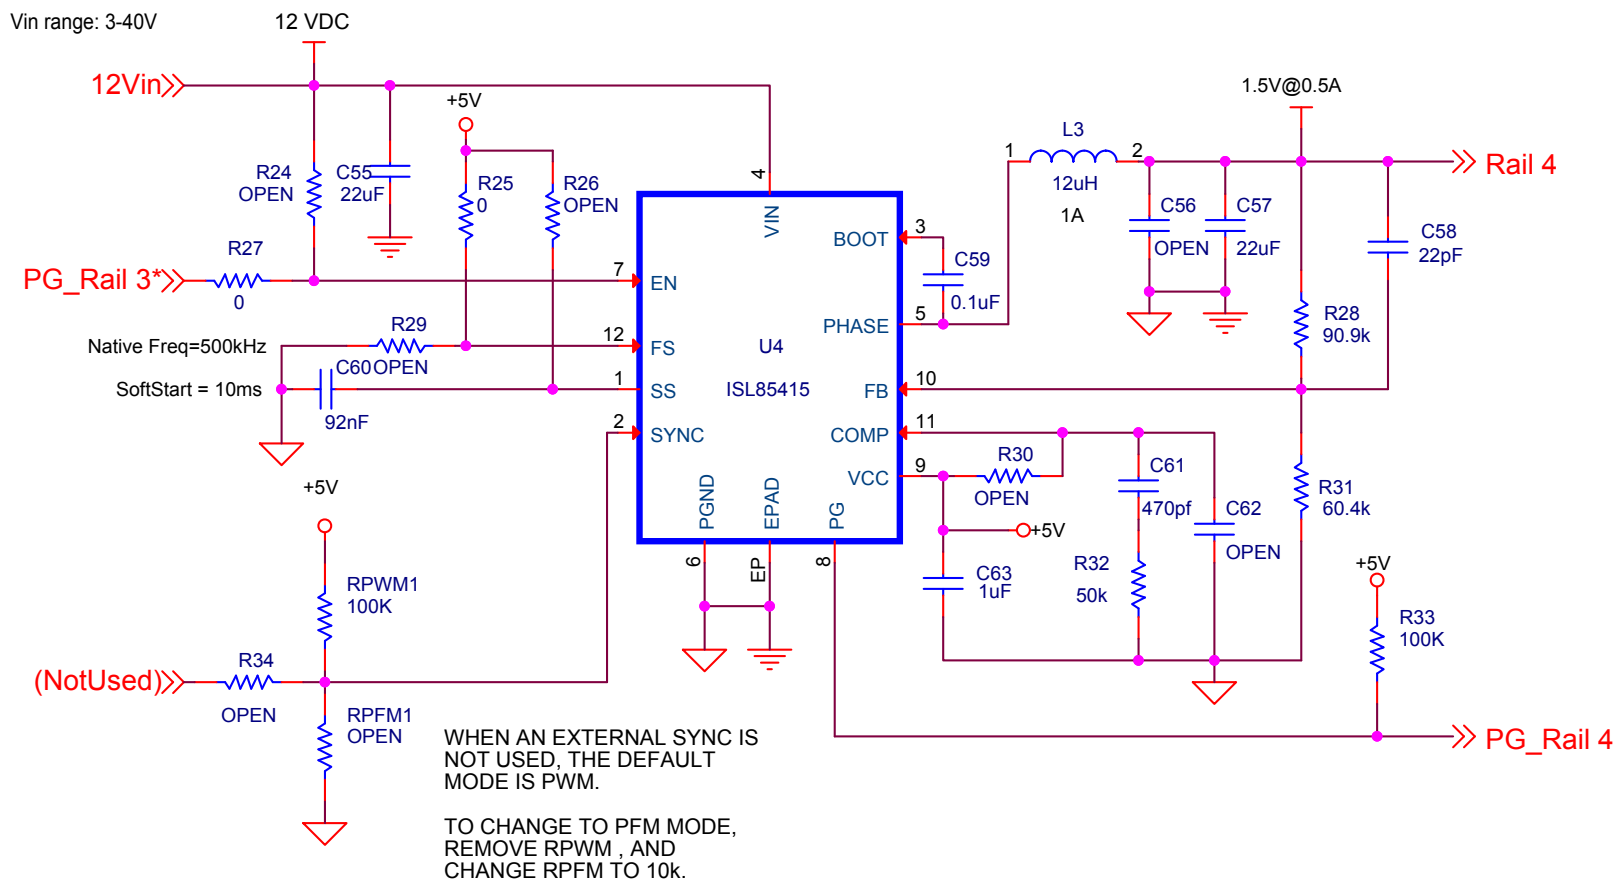 Vin range: 3-40V
12 VDC
12Vin
+5V
1.5V@0.5A
R24
OPEN
C55
22uF
R25
0
R26
OPEN
4
VIN
1
L3
2
12uH
1A
Rail 4
C56
OPEN
C57
22uF
C58
22pF
R27
0
PG_Rail 3*
7
EN
BOOT
3
C59
0.1uF
PHASE
5
R28
90.9k
Native Freq=500kHz
R29
OPEN
12
FS
U4
ISL85415
SoftStart = 10ms
C60
92nF
1
SS
FB
10
2
SYNC
COMP
11
VCC
9
R30
OPEN
C61
470pf
C62
OPEN
R31
60.4k
+5V
PGND
EPAD
PG
6
EP
8
+5V
C63
1uF
R32
50k
+5V
R33
100K
RPWM1
100K
R34
OPEN
(NotUsed)
RPFM1
OPEN
PG_Rail 4
WHEN AN EXTERNAL SYNC IS
NOT USED, THE DEFAULT
MODE IS PWM.
TO CHANGE TO PFM MODE,
REMOVE RPWM , AND
CHANGE RPFM TO 10k.